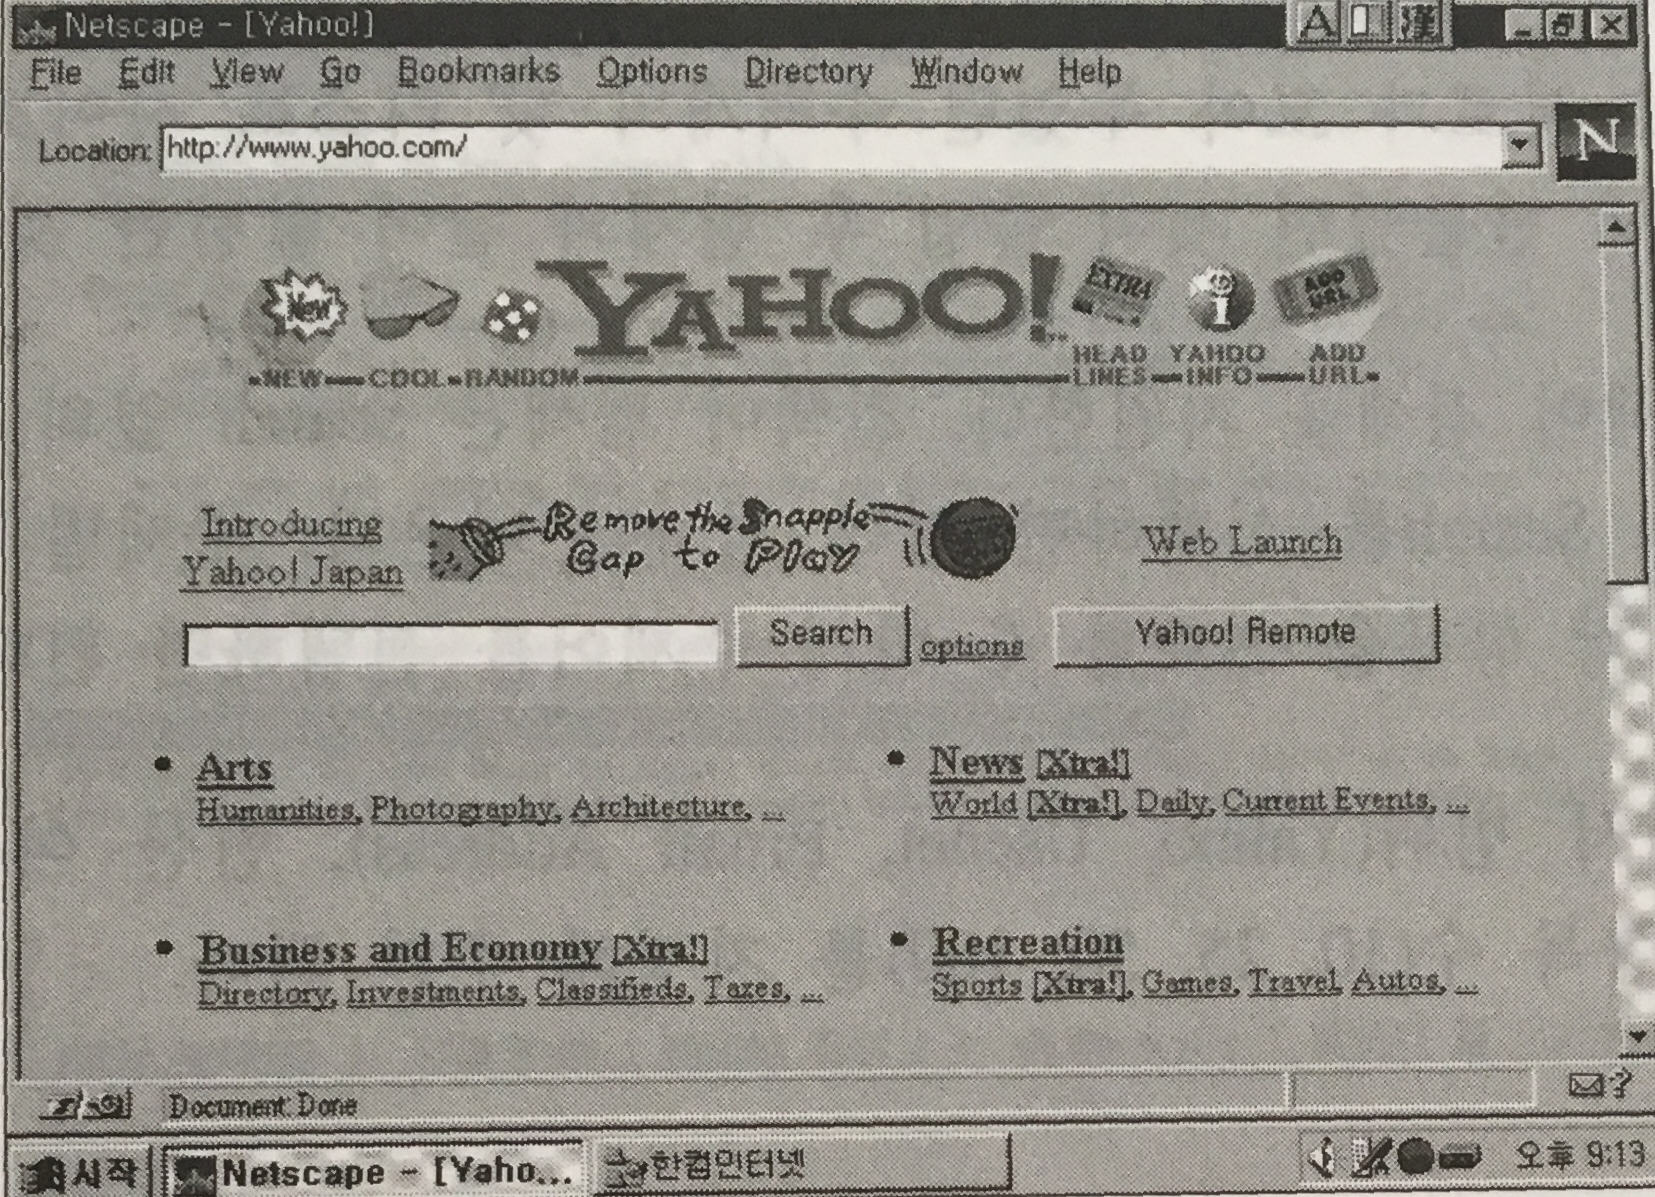 Netscape - [Yahoo!]
A 漢
File Edit View Go Bookmarks Options Directory Window Help
Location: http://www.yahoo.com/
N
New YAHOO! EXTRA i ADD URL
NEW COOL RANDOM HEAD LINES YAHOO INFO ADD URL
Introducing
Yahoo! Japan
Remove the Snapple
Cap to Play
Web Launch
Search options Yahoo! Remote
Arts
Humanities, Photography, Architecture, ...
News [Xtra!]
World [Xtra!], Daily, Current Events, ...
Business and Economy [Xtra!]
Directory, Investments, Classifieds, Taxes, ...
Recreation
Sports [Xtra!], Games, Travel, Autos, ...
Document: Done
?
시작 Netscape - [Yaho... 한컴인터넷 오후 9:13